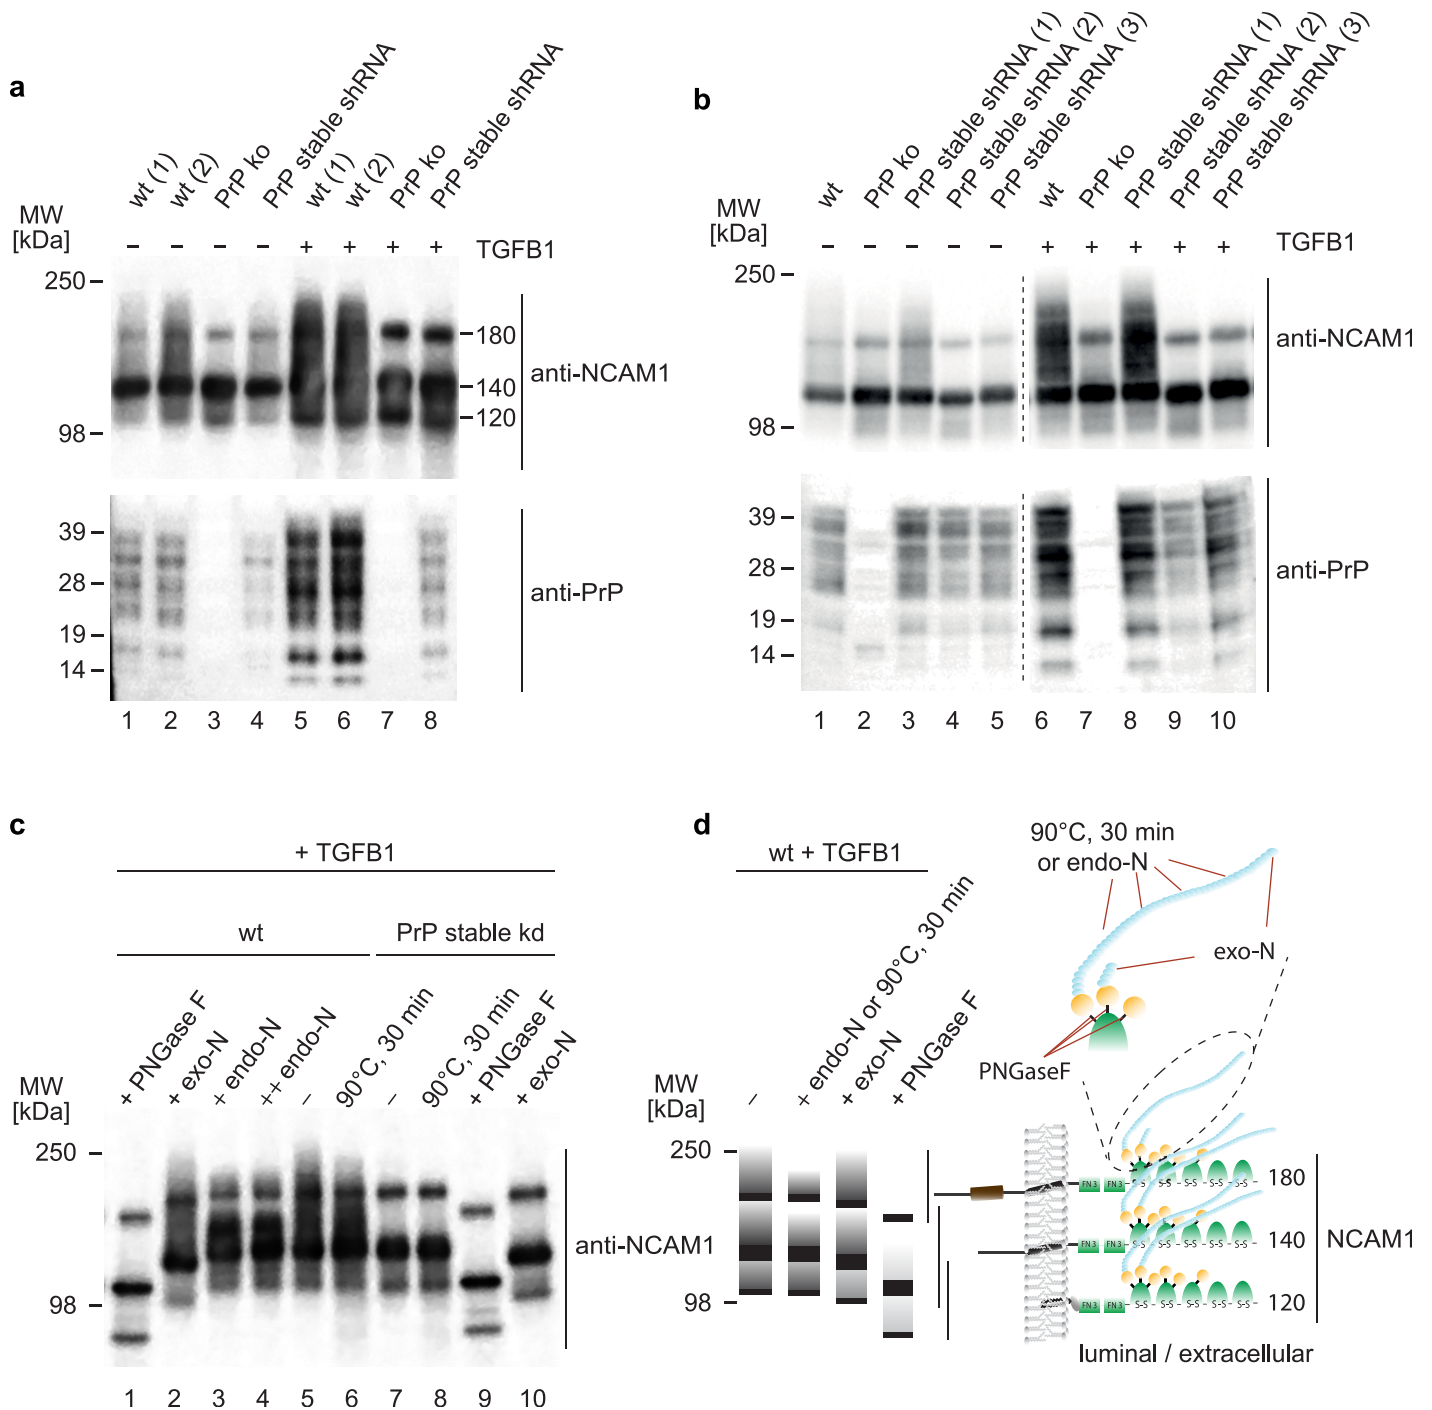 a
wt (1)
wt (2)
PrP ko
PrP stable shRNA
wt (1)
wt (2)
PrP ko
PrP stable shRNA
MW
[kDa]
– – – – + + + + TGFB1
250
180
140
120
98
anti-NCAM1
39
28
19
14
anti-PrP
1 2 3 4 5 6 7 8
b
wt
PrP ko
PrP stable shRNA (1)
PrP stable shRNA (2)
PrP stable shRNA (3)
wt
PrP ko
PrP stable shRNA (1)
PrP stable shRNA (2)
PrP stable shRNA (3)
MW
[kDa]
– – – – – + + + + + TGFB1
250
98
anti-NCAM1
39
28
19
14
anti-PrP
1 2 3 4 5 6 7 8 9 10
c
+ TGFB1
wt PrP stable kd
+ PNGase F
+ exo-N
+ endo-N
++ endo-N
–
90°C, 30 min
–
90°C, 30 min
+ PNGase F
+ exo-N
MW
[kDa]
250
98
anti-NCAM1
1 2 3 4 5 6 7 8 9 10
d
wt + TGFB1
–
+ endo-N or 90°C, 30 min
+ exo-N
+ PNGase F
MW
[kDa]
250
98
90°C, 30 min
or endo-N
exo-N
PNGaseF
FN3 FN3 S-S S-S S-S S-S S-S 180
FN3 FN3 S-S S-S S-S S-S S-S 140
FN3 FN3 S-S S-S S-S S-S S-S 120
NCAM1
luminal / extracellular